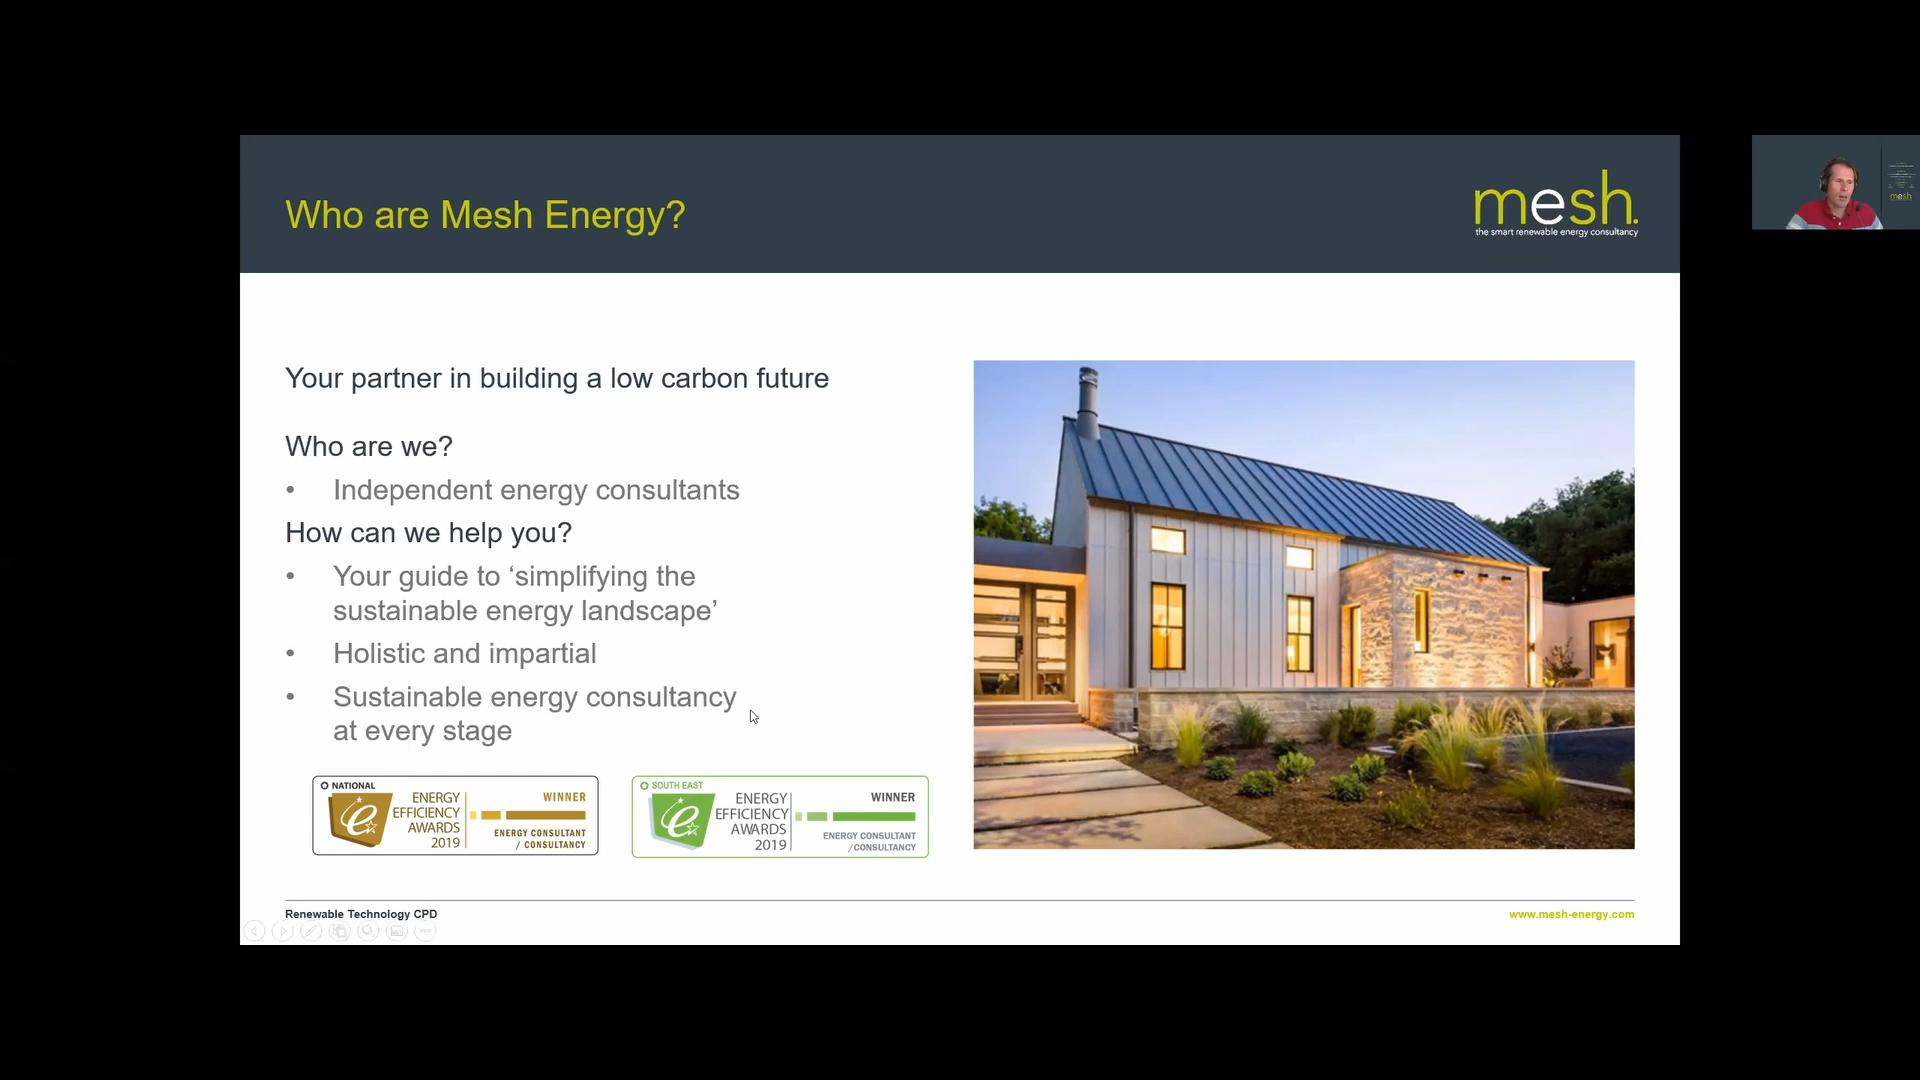 Who are Mesh Energy?
mesh.
the smart renewable energy consultancy
mesh
Your partner in building a low carbon future
Who are we?
• Independent energy consultants
How can we help you?
• Your guide to ‘simplifying the
sustainable energy landscape’
• Holistic and impartial
• Sustainable energy consultancy
at every stage
NATIONAL
e
ENERGY
EFFICIENCY
AWARDS
2019
WINNER
ENERGY CONSULTANT
/ CONSULTANCY
SOUTH EAST
e
ENERGY
EFFICIENCY
AWARDS
2019
WINNER
ENERGY CONSULTANT
/CONSULTANCY
Renewable Technology CPD
www.mesh-energy.com